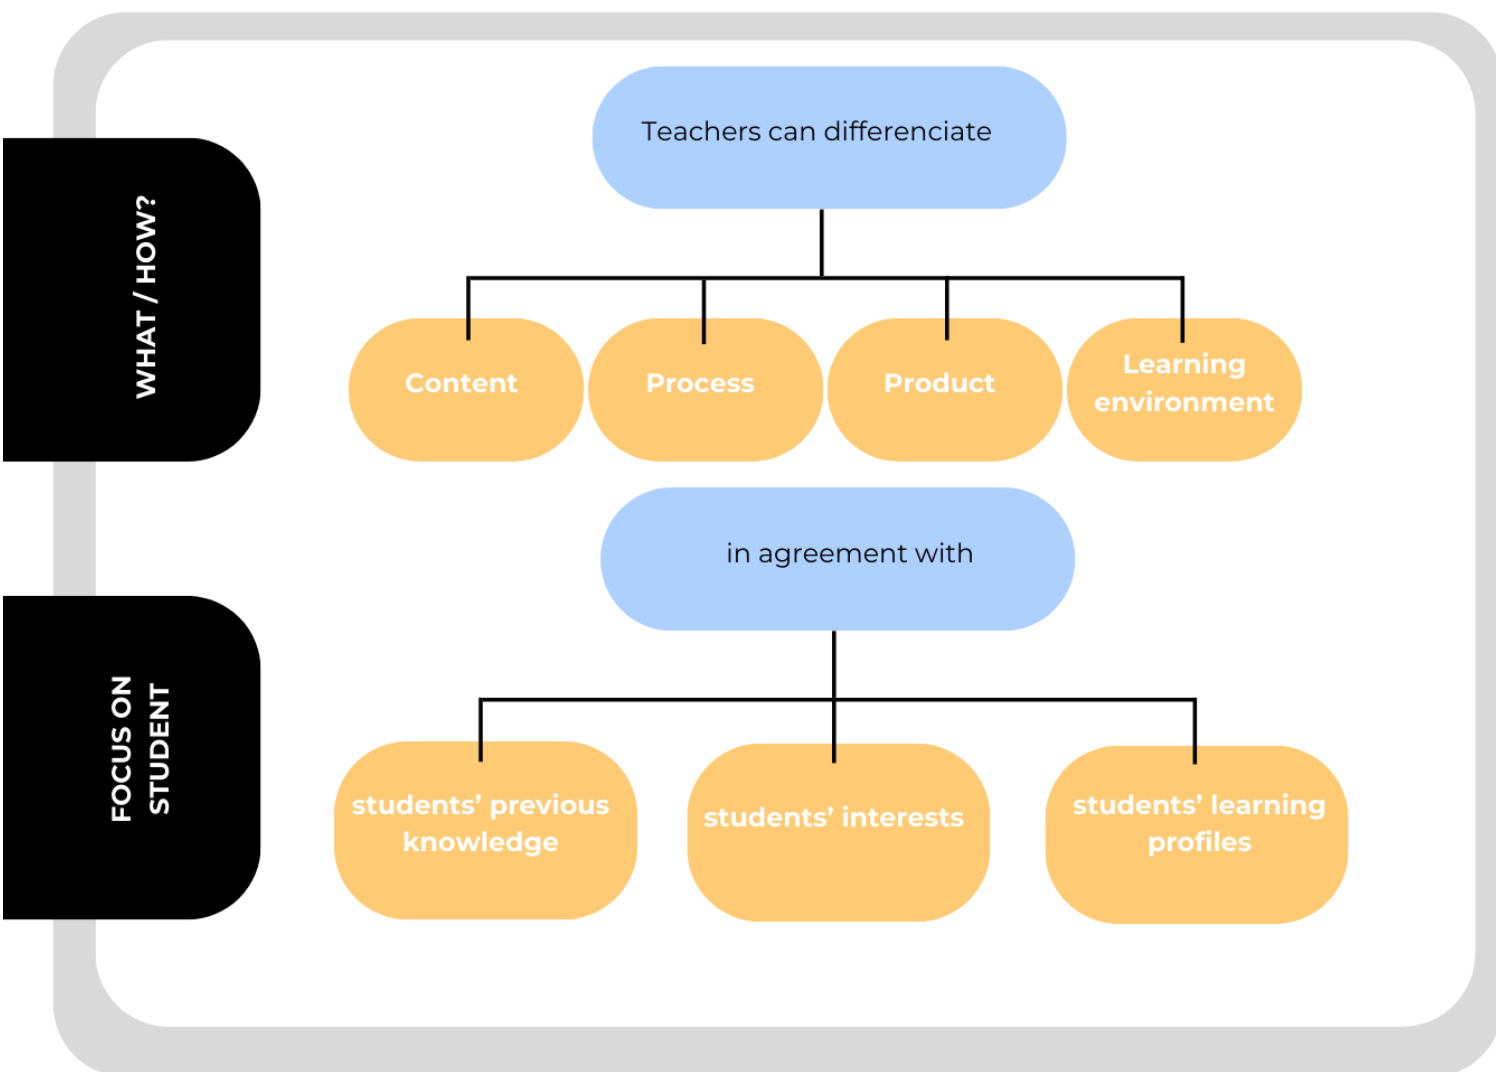 WHAT / HOW?
Teachers can differenciate
Content
Process
Product
Learning
environment
FOCUS ON
STUDENT
in agreement with
students’ previous
knowledge
students’ interests
students’ learning
profiles